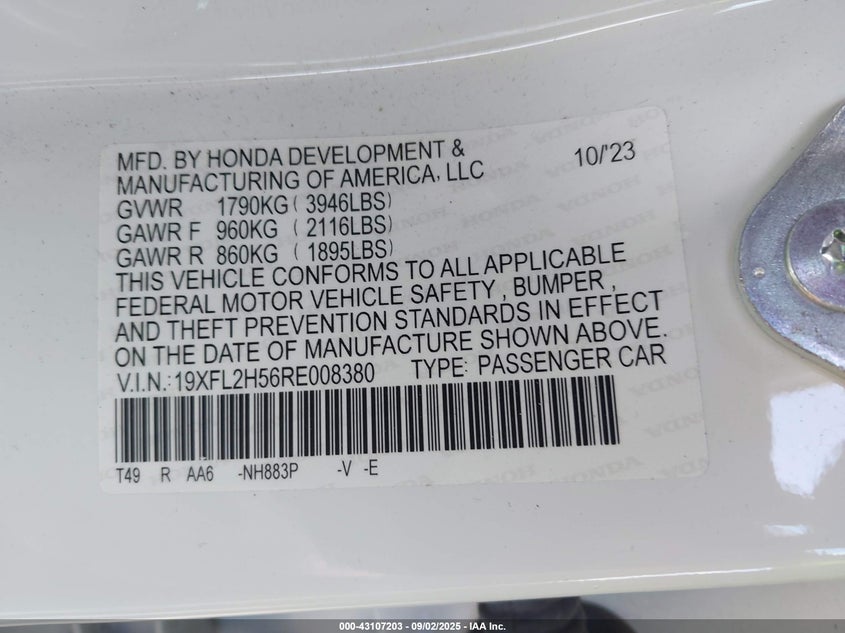 MFD. BY HONDA DEVELOPMENT & 10/'23
MANUFACTURING OF AMERICA, LLC
GVWR 1790KG ( 3946LBS)
GAWR F 960KG ( 2116LBS)
GAWR R 860KG ( 1895LBS)
THIS VEHICLE CONFORMS TO ALL APPLICABLE
FEDERAL MOTOR VEHICLE SAFETY , BUMPER ,
AND THEFT PREVENTION STANDARDS IN EFFECT
ON THE DATE OF MANUFACTURE SHOWN ABOVE.
V.I.N.: 19XFL2H56RE008380 TYPE: PASSENGER CAR
T49 R AA6 -NH883P -V -E
000-43107203 - 09/02/2025 - IAA Inc.